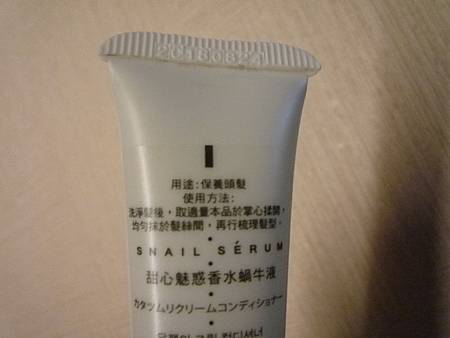 20160824
用途:保養頭髮
使用方法:
洗淨髮後，取適量本品於掌心揉開，
均勻抹於髮絲間，再行梳理髮型。
SNAIL SÉRUM
甜心魅惑香水蝸牛液
カタツムリクリームコンディショナー